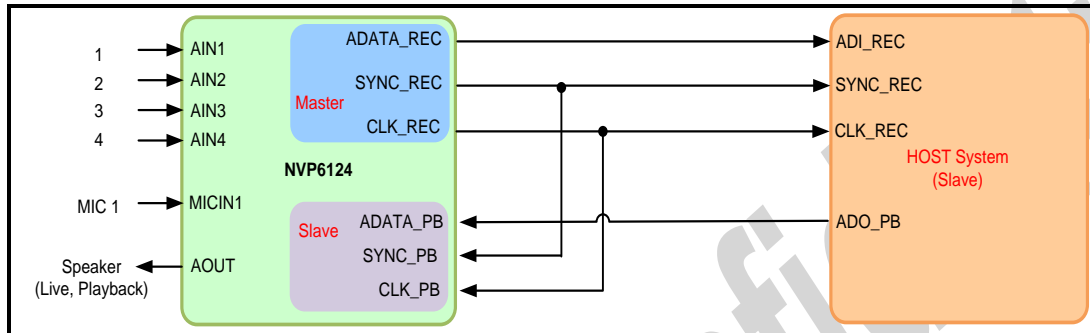 1
2
3
4
MIC 1
Speaker
(Live, Playback)
AIN1
AIN2
AIN3
AIN4
MICIN1
AOUT
NVP6124
Master
ADATA_REC
SYNC_REC
CLK_REC
Slave
ADATA_PB
SYNC_PB
CLK_PB
ADI_REC
SYNC_REC
CLK_REC
HOST System
(Slave)
ADO_PB